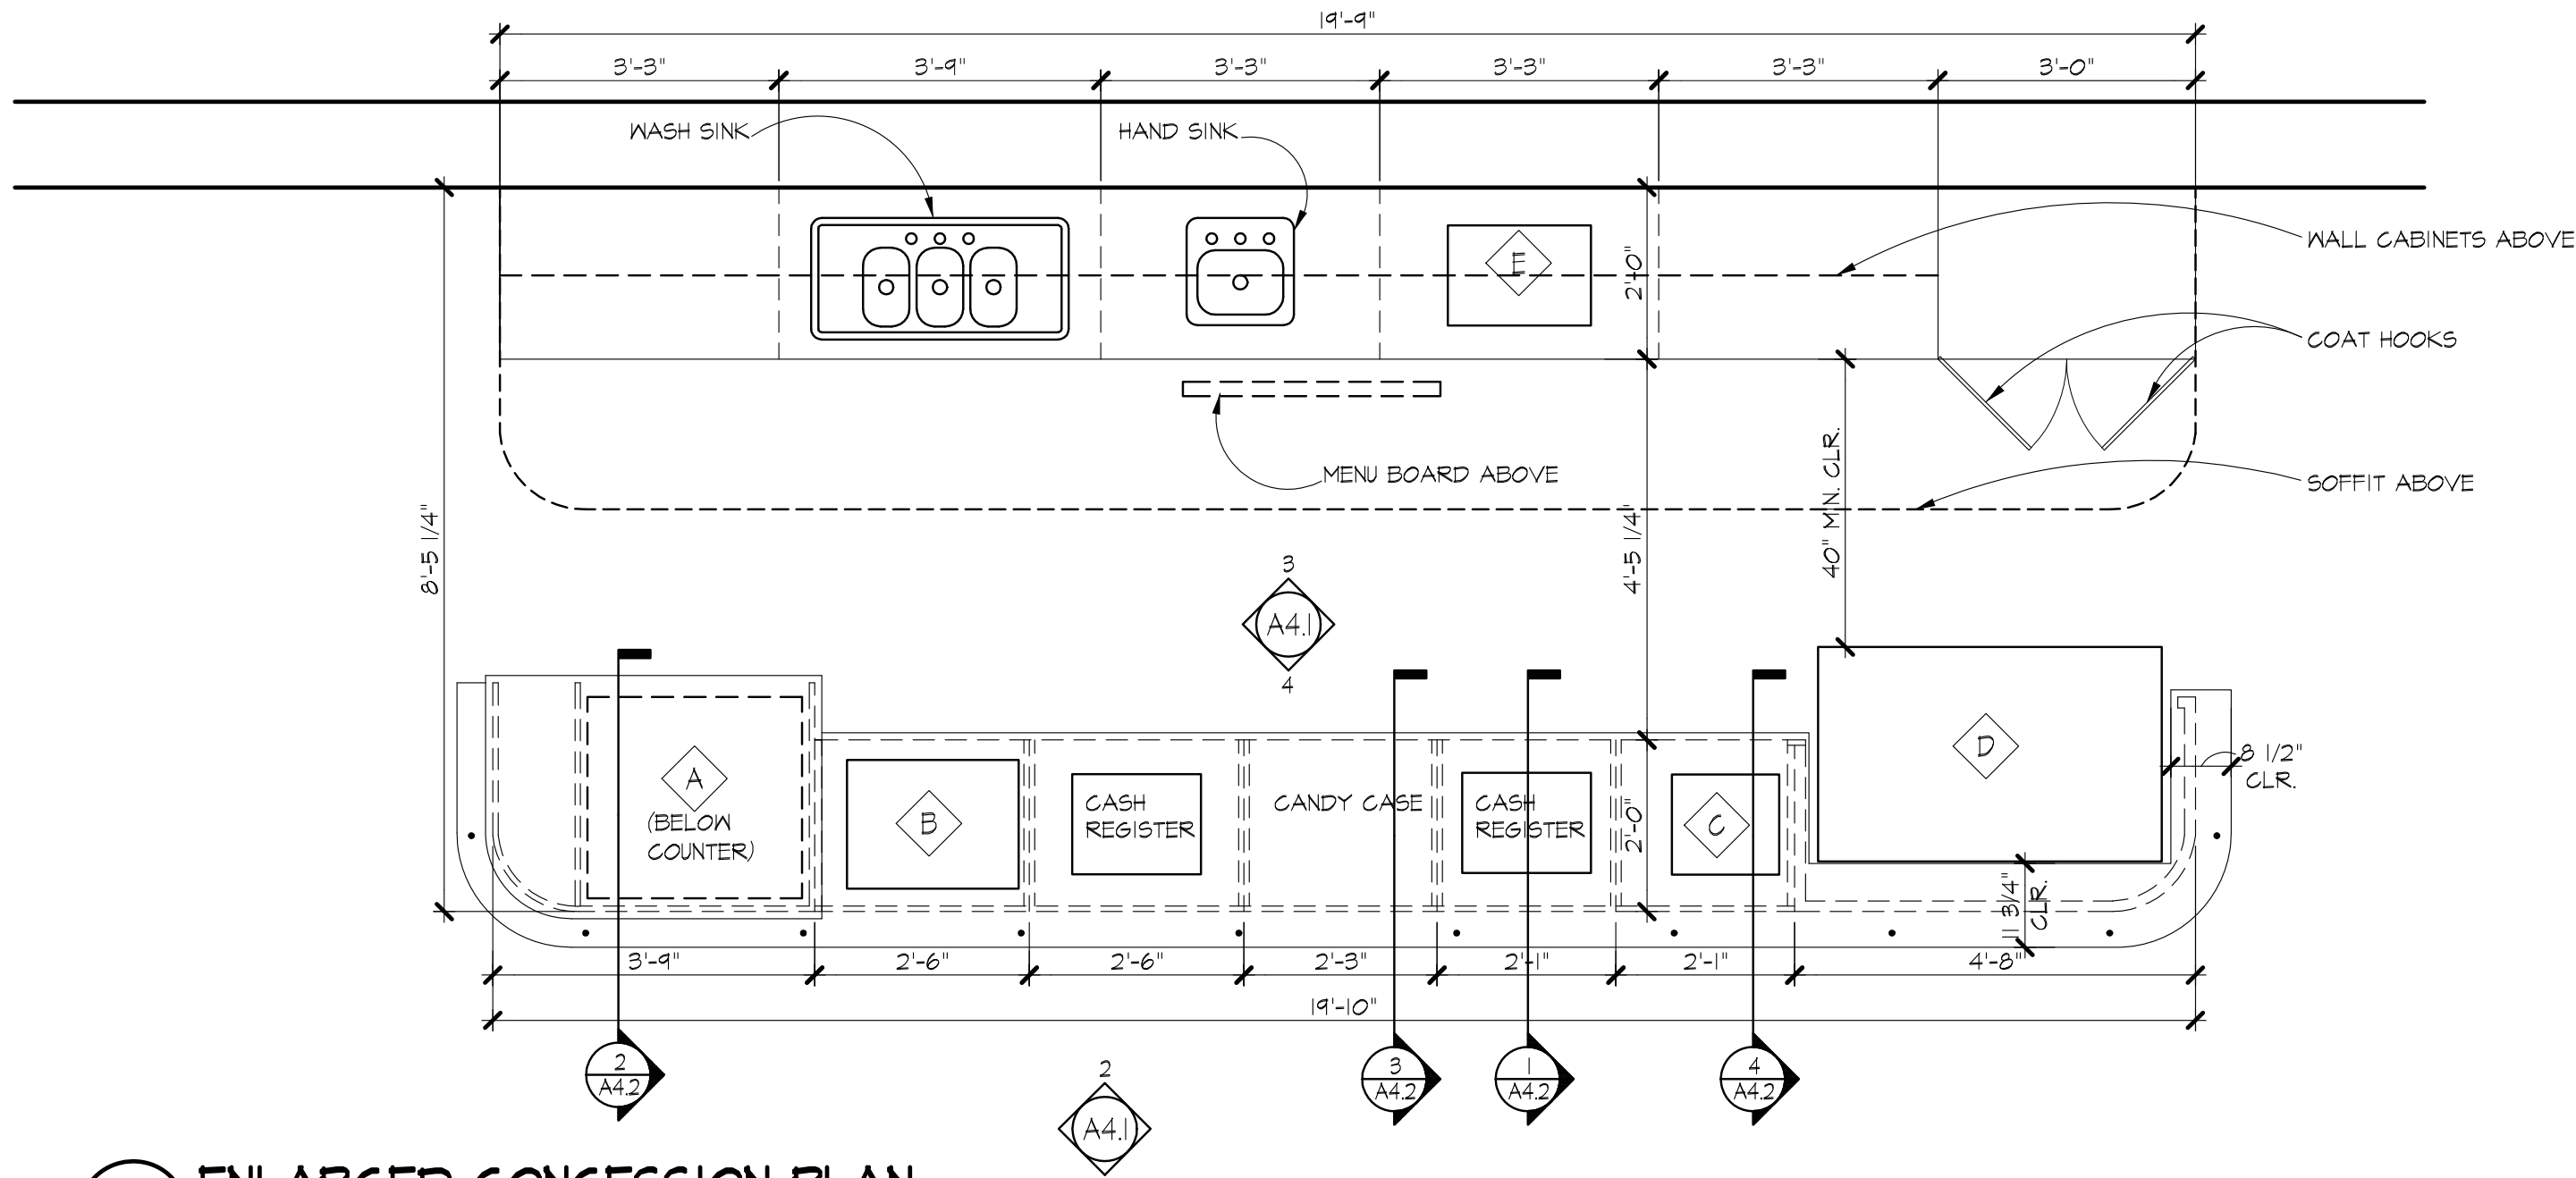 19'-9"
3'-3"
3'-9"
3'-3"
3'-3"
3'-3"
3'-0"
WASH SINK
HAND SINK
WALL CABINETS ABOVE
E
2'-0"
COAT HOOKS
MENU BOARD ABOVE
SOFFIT ABOVE
8'-5 1/4"
4'-5 1/4"
40" MIN. CLR.
3
A4.1
4
A
(BELOW
COUNTER)
B
CASH
REGISTER
CANDY CASE
CASH
REGISTER
2'-0"
C
D
8 1/2"
CLR.
11 3/4"
CLR.
3'-9"
2'-6"
2'-6"
2'-3"
2'-1"
2'-1"
4'-8"
19'-10"
2
A4.2
3
A4.2
1
A4.2
4
A4.2
2
A4.1
ENLARGED CONCESSION PLAN